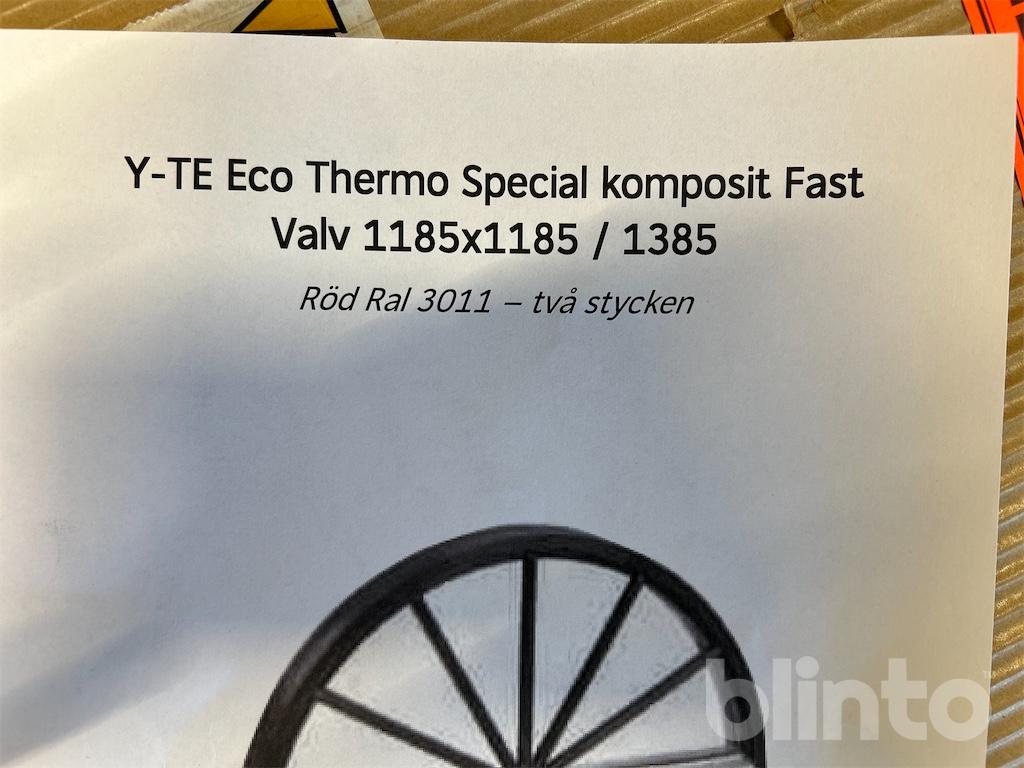 Y-TE Eco Thermo Special komposit Fast
Valv 1185x1185 / 1385
Röd Ral 3011 – två stycken
blinto